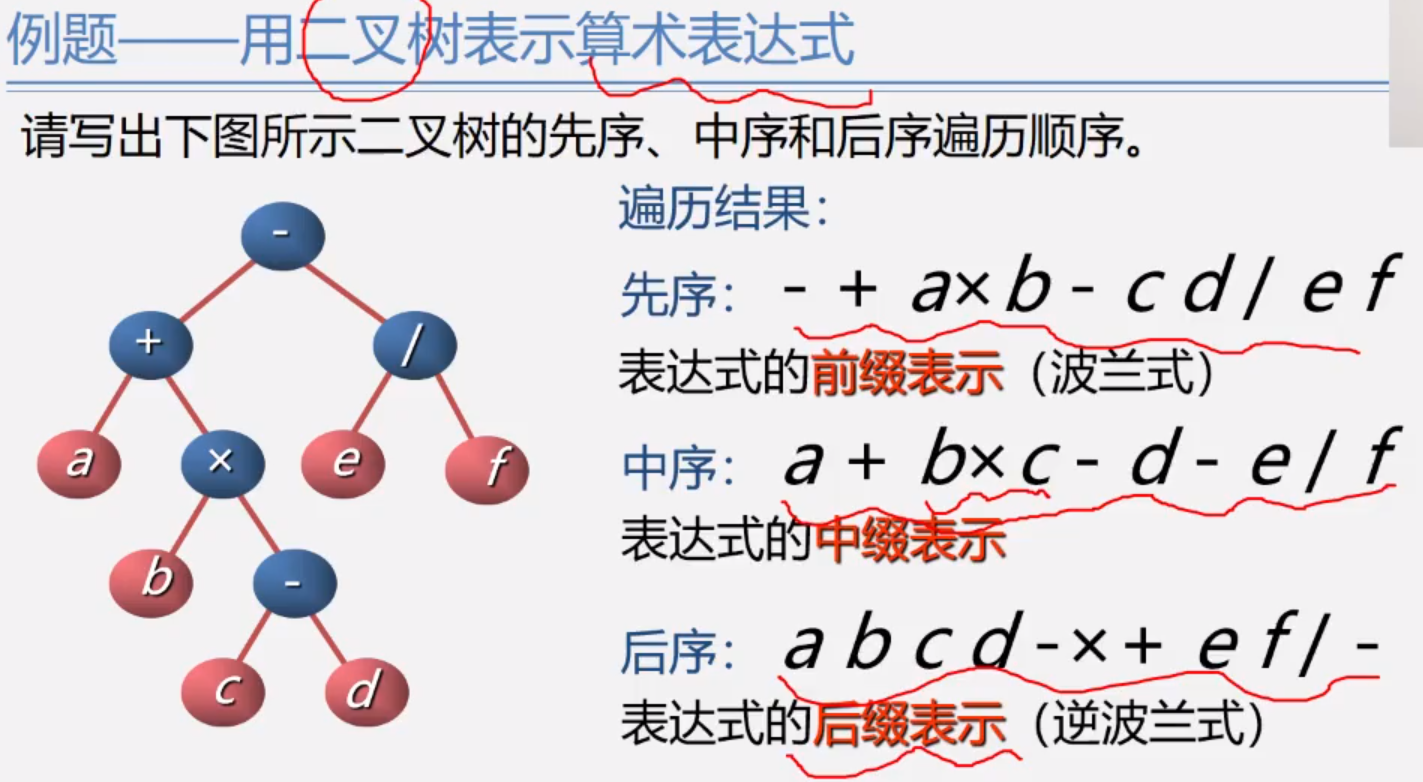 例题——用二叉树表示算术表达式
请写出下图所示二叉树的先序、中序和后序遍历顺序。
-
+ /
a × e f
b -
c d
遍历结果：
先序： - + a × b - c d / e f
表达式的前缀表示（波兰式）
中序： a + b × c - d - e / f
表达式的中缀表示
后序： a b c d - × + e f / -
表达式的后缀表示（逆波兰式）